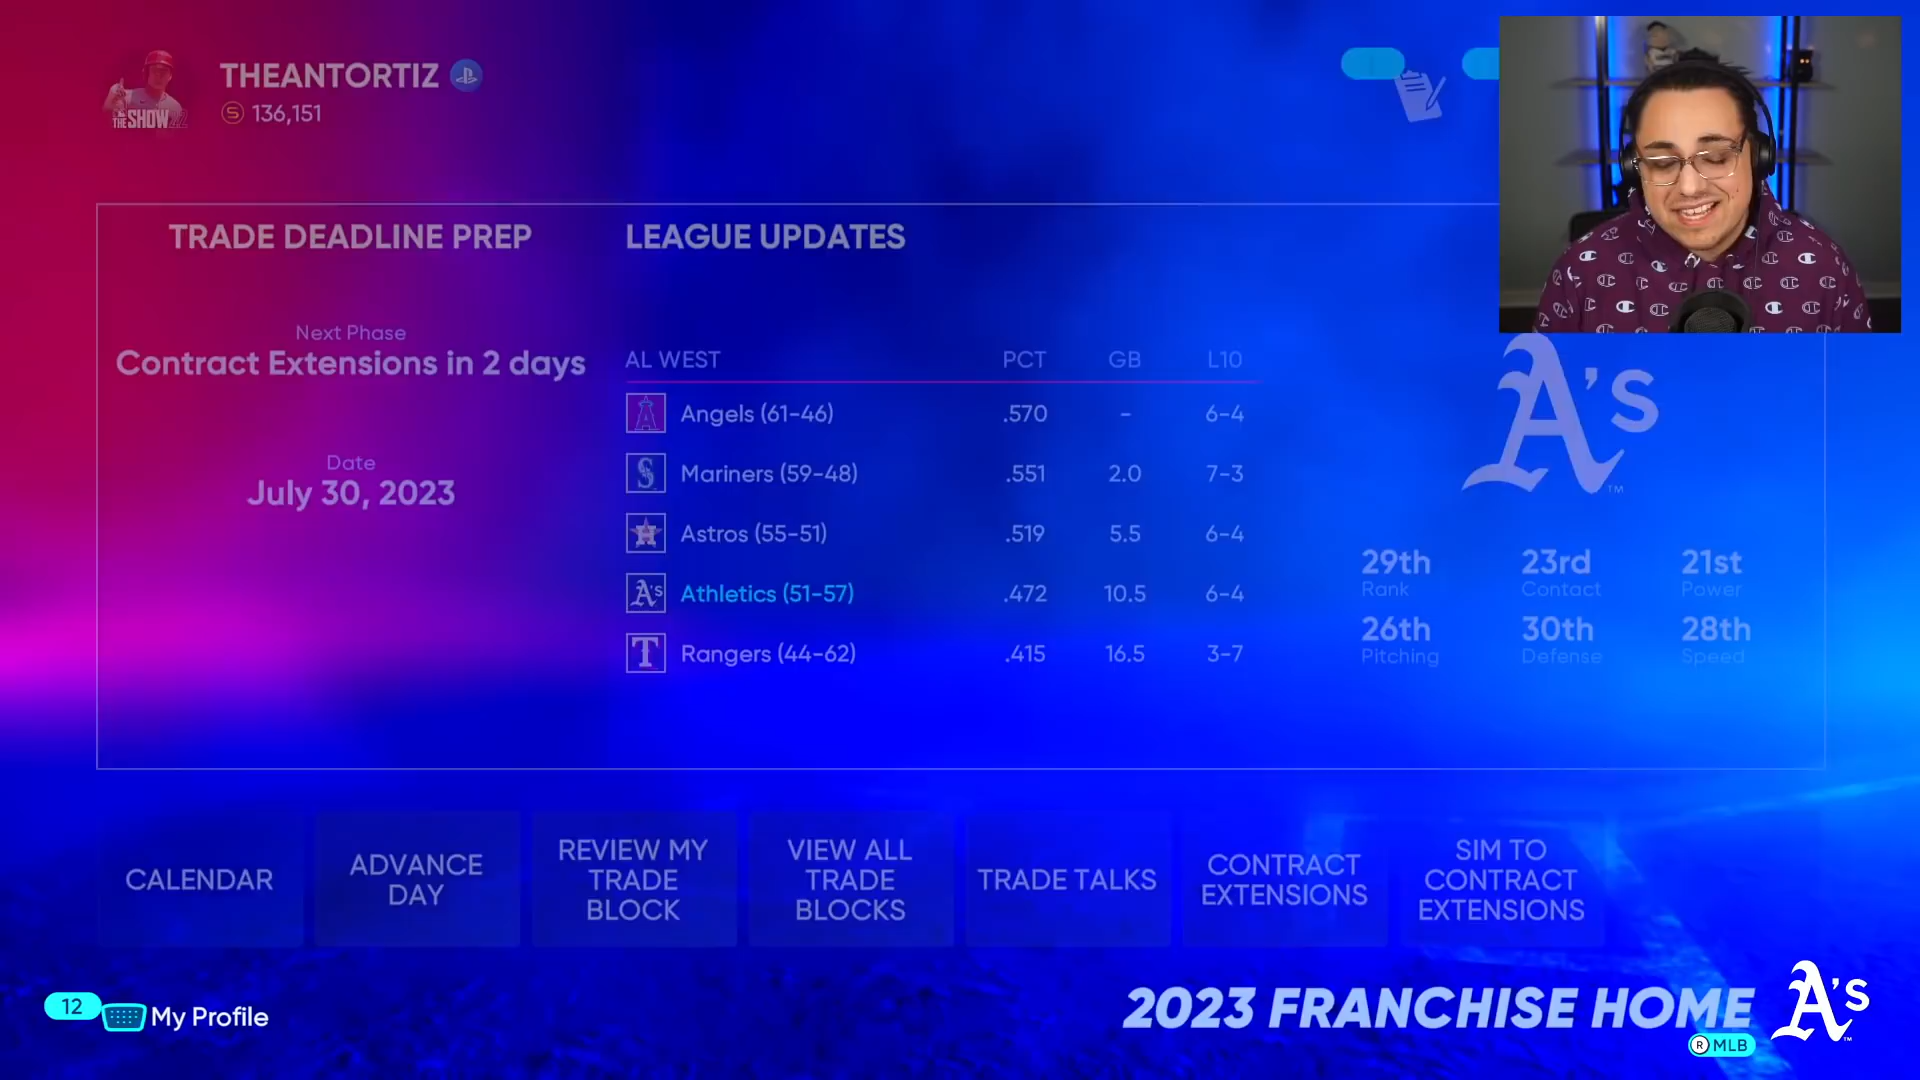 THEANTORTIZ
136,151
THE SHOW 22
TRADE DEADLINE PREP
Next Phase
Contract Extensions in 2 days
Date
July 30, 2023
LEAGUE UPDATES
AL WEST PCT GB L10
Angels (61-46) .570 - 6-4
Mariners (59-48) .551 2.0 7-3
Astros (55-51) .519 5.5 6-4
Athletics (51-57) .472 10.5 6-4
Rangers (44-62) .415 16.5 3-7
A's
29th 23rd 21st
Rank Contact Power
26th 30th 28th
Pitching Defense Speed
CALENDAR
ADVANCE
DAY
REVIEW MY
TRADE
BLOCK
VIEW ALL
TRADE
BLOCKS
TRADE TALKS
CONTRACT
EXTENSIONS
SIM TO
CONTRACT
EXTENSIONS
12 My Profile
2023 FRANCHISE HOME A's
R MLB